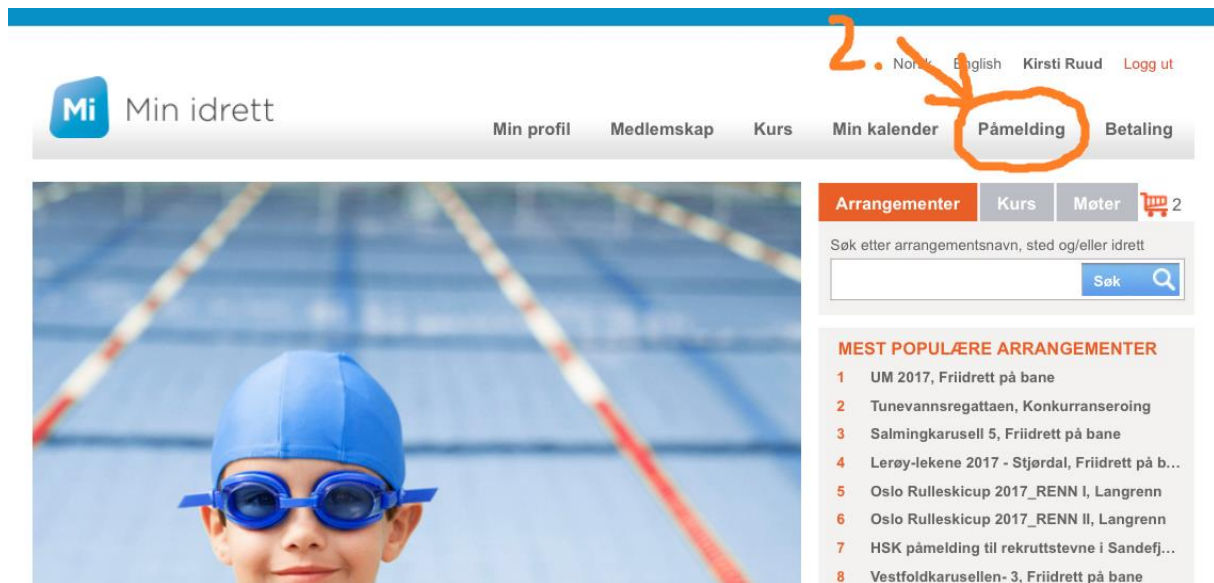 2.
Norsk English Kirsti Ruud Logg ut
Mi Min idrett
Min profil Medlemskap Kurs Min kalender Påmelding Betaling
Arrangementer Kurs Møter 2
Søk etter arrangementsnavn, sted og/eller idrett
Søk
MEST POPULÆRE ARRANGEMENTER
1 UM 2017, Friidrett på bane
2 Tunevannsregattaen, Konkurranseroing
3 Salmingkarusell 5, Friidrett på bane
4 Lerøy-lekene 2017 - Stjørdal, Friidrett på b...
5 Oslo Rulleskicup 2017_RENN I, Langrenn
6 Oslo Rulleskicup 2017_RENN II, Langrenn
7 HSK påmelding til rekruttstevne i Sandefj...
8 Vestfoldkarusellen- 3, Friidrett på bane